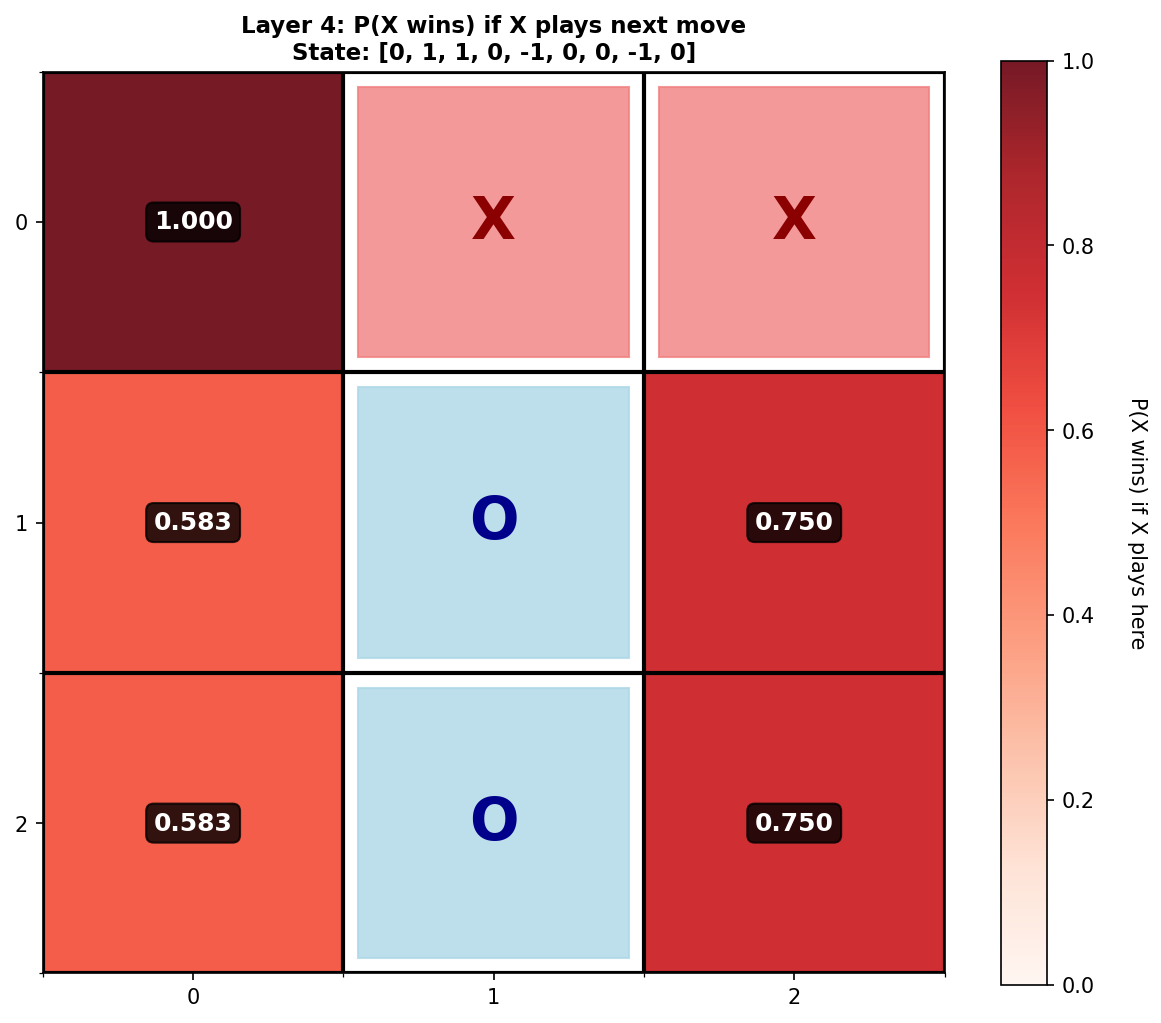 Layer 4: P(X wins) if X plays next move
State: [0, 1, 1, 0, -1, 0, 0, -1, 0]
0
1.000
X
X
1
0.583
O
0.750
2
0.583
O
0.750
0
1
2
1.0
0.8
0.6
0.4
0.2
0.0
P(X wins) if X plays here